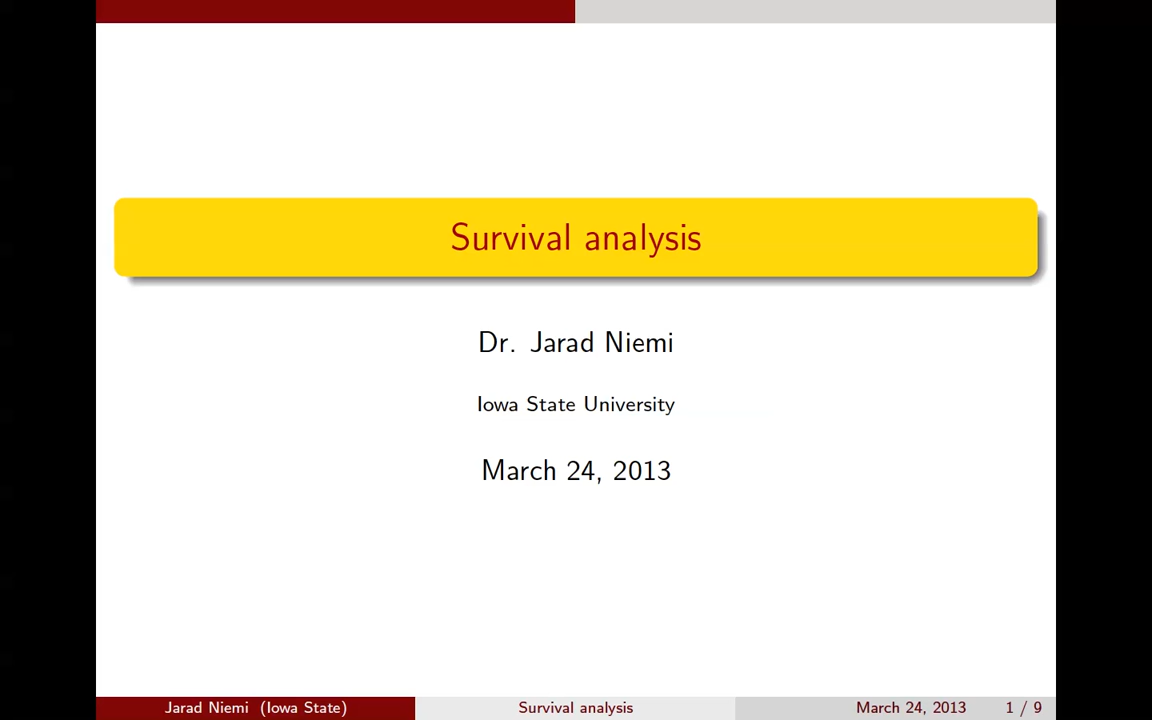 Survival analysis
Dr. Jarad Niemi
Iowa State University
March 24, 2013
Jarad Niemi (Iowa State) Survival analysis March 24, 2013 1 / 9